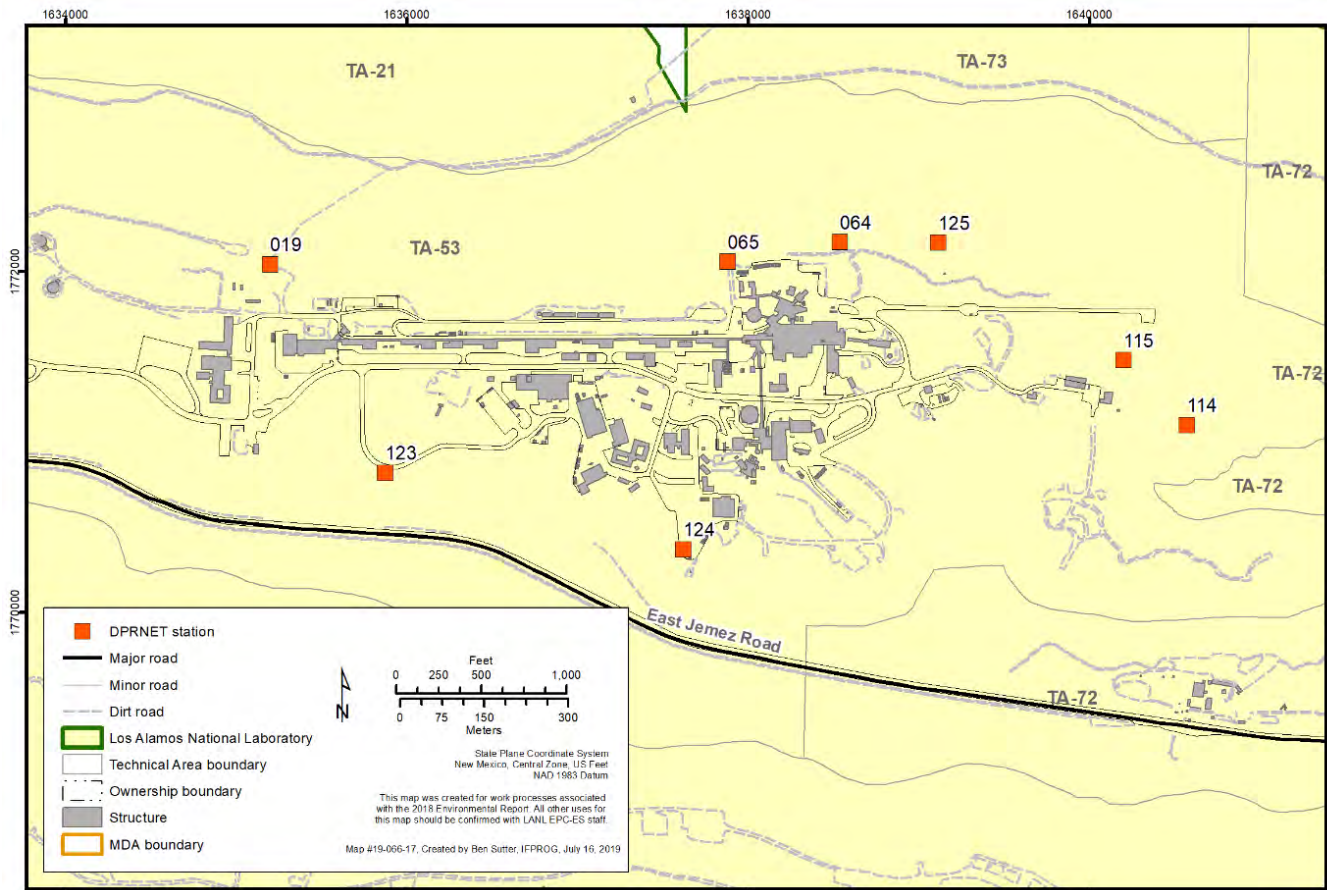 1634000
1636000
1638000
1640000
TA-21
TA-73
TA-72
019
TA-53
065
064
125
1772000
115
TA-72
114
123
TA-72
124
1770000
East Jemez Road
TA-72
DPRNET station
Major road
Minor road
Dirt road
Los Alamos National Laboratory
Technical Area boundary
Ownership boundary
Structure
MDA boundary
N
Feet
0 250 500 1,000
0 75 150 300
Meters
State Plane Coordinate System
New Mexico, Central Zone, US Feet
NAD 1983 Datum
This map was created for work processes associated
with the 2018 Environmental Report. All other uses for
this map should be confirmed with LANL EPC-ES staff.
Map #19-066-17, Created by Ben Sutter, IFPROG, July 16, 2019